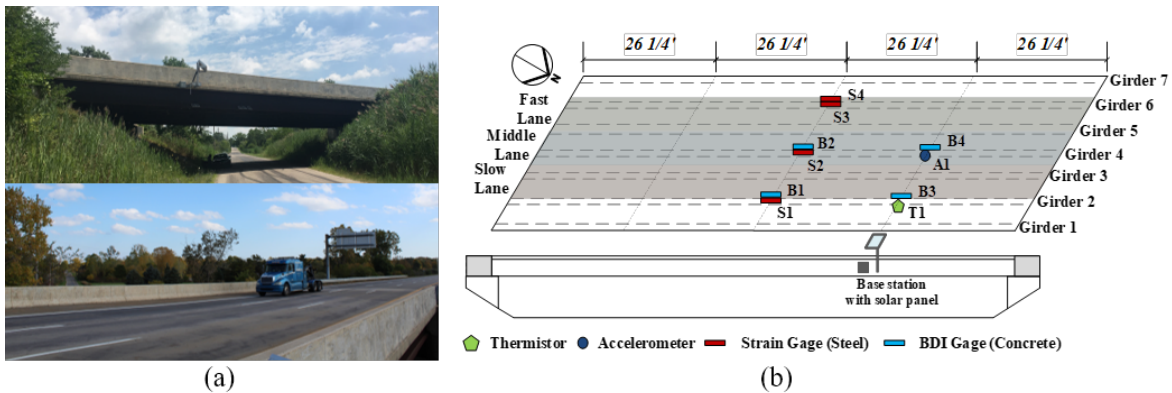 26 1/4' 26 1/4' 26 1/4' 26 1/4'
N
Girder 7
Fast
Lane
S4
Girder 6
S3
Middle
Lane
Girder 5
B2
B4
Girder 4
S2
A1
Slow
Lane
Girder 3
B1
B3
Girder 2
S1
T1
Girder 1
Base station
with solar panel
Thermistor Accelerometer Strain Gage (Steel) BDI Gage (Concrete)
(a) (b)